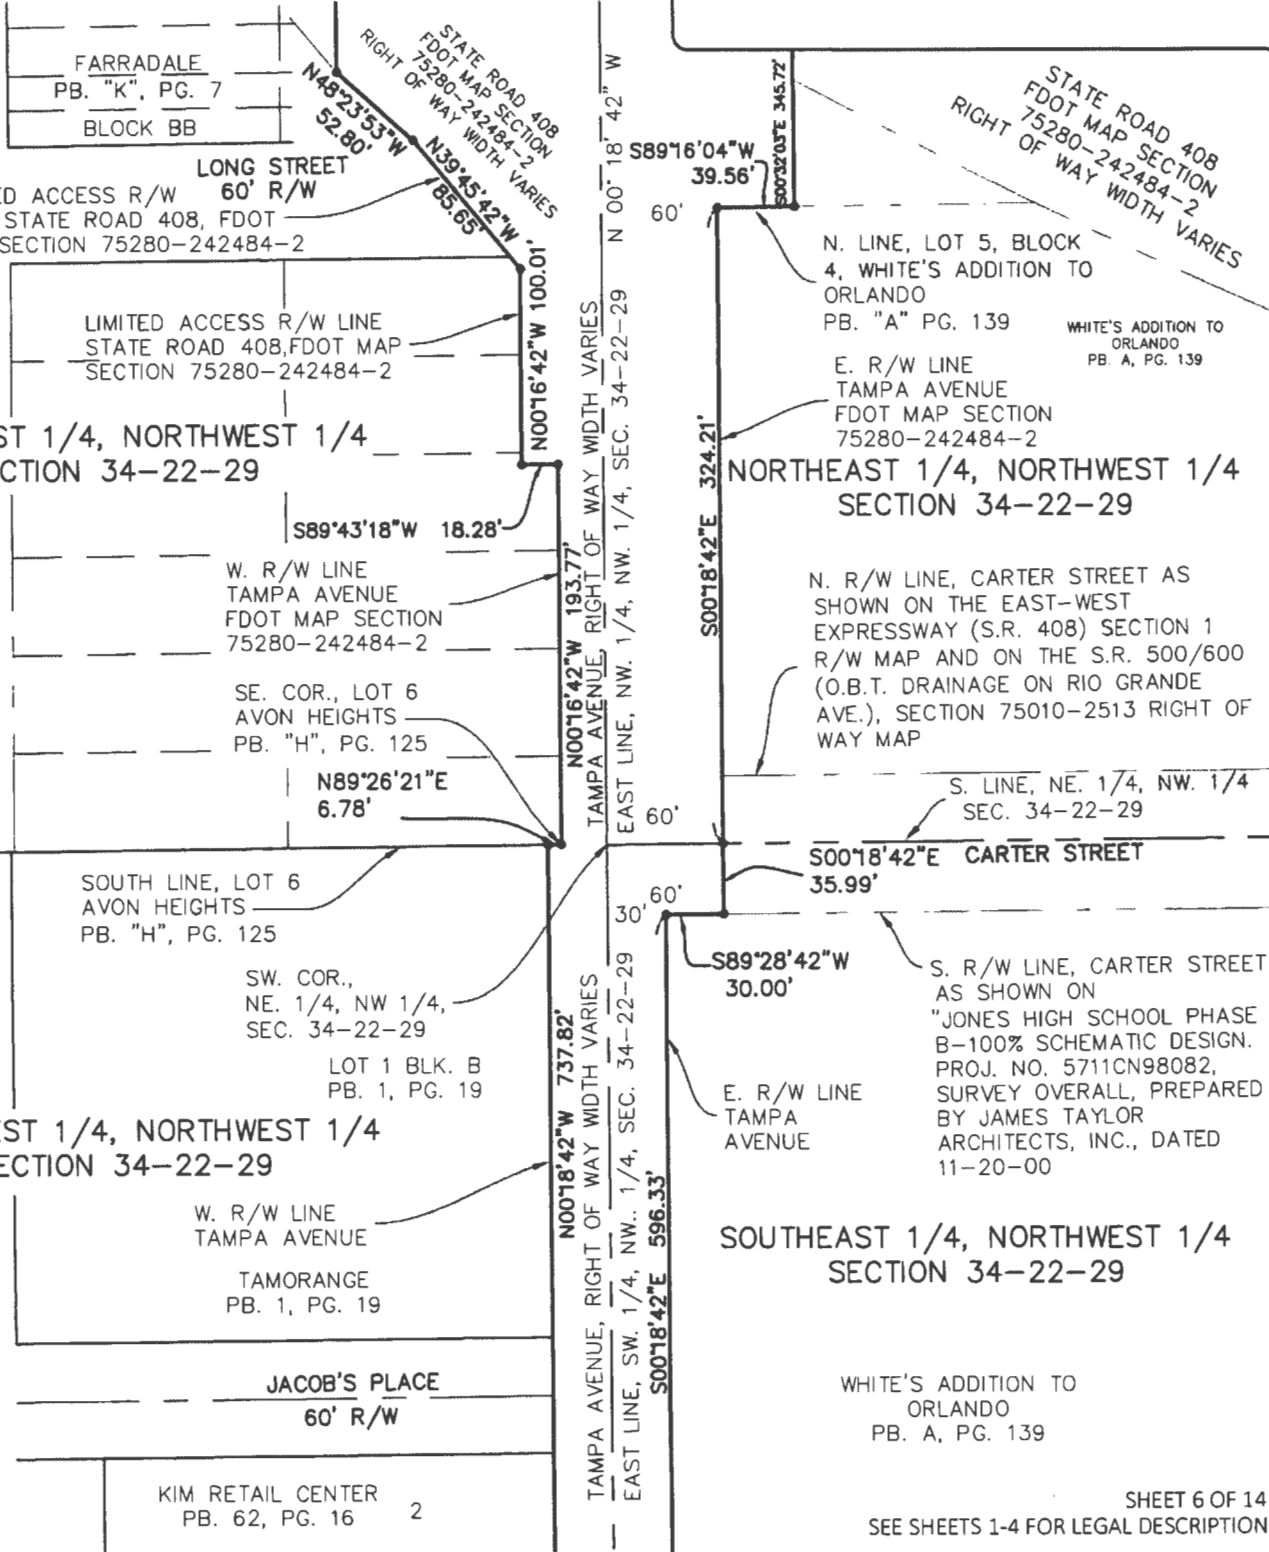 FARRADALE
PB. "K", PG. 7
BLOCK BB
N48°23'53"W
52.80'
STATE ROAD 408
FDOT MAP SECTION
75280-242484-2
RIGHT OF WAY WIDTH VARIES
N39°45'42"W
85.65'
LONG STREET
60' R/W
ED ACCESS R/W
STATE ROAD 408, FDOT
SECTION 75280-242484-2
N 00°18'42" W
S89°16'04"W
39.56'
60'
S00°32'03"E 345.72'
STATE ROAD 408
FDOT MAP SECTION
75280-242484-2
RIGHT OF WAY WIDTH VARIES
N. LINE, LOT 5, BLOCK
4, WHITE'S ADDITION TO
ORLANDO
PB. "A" PG. 139
WHITE'S ADDITION TO
ORLANDO
PB. A, PG. 139
LIMITED ACCESS R/W LINE
STATE ROAD 408,FDOT MAP
SECTION 75280-242484-2
N00°16'42"W 100.01'
E. R/W LINE
TAMPA AVENUE
FDOT MAP SECTION
75280-242484-2
ST 1/4, NORTHWEST 1/4
CTION 34-22-29
NORTHEAST 1/4, NORTHWEST 1/4
SECTION 34-22-29
S00°18'42"E 324.21'
S89°43'18"W 18.28'
W. R/W LINE
TAMPA AVENUE
FDOT MAP SECTION
75280-242484-2
N00°16'42"W 193.77'
TAMPA AVENUE, RIGHT OF WAY WIDTH VARIES
EAST LINE, NW. 1/4, NW. 1/4, SEC. 34-22-29
N. R/W LINE, CARTER STREET AS
SHOWN ON THE EAST-WEST
EXPRESSWAY (S.R. 408) SECTION 1
R/W MAP AND ON THE S.R. 500/600
(O.B.T. DRAINAGE ON RIO GRANDE
AVE.), SECTION 75010-2513 RIGHT OF
WAY MAP
SE. COR., LOT 6
AVON HEIGHTS
PB. "H", PG. 125
N89°26'21"E
6.78'
S. LINE, NE. 1/4, NW. 1/4
SEC. 34-22-29
60'
S00°18'42"E
35.99'
CARTER STREET
SOUTH LINE, LOT 6
AVON HEIGHTS
PB. "H", PG. 125
60'
30'
S89°28'42"W
30.00'
SW. COR.,
NE. 1/4, NW 1/4,
SEC. 34-22-29
S. R/W LINE, CARTER STREET
AS SHOWN ON
"JONES HIGH SCHOOL PHASE
B-100% SCHEMATIC DESIGN.
PROJ. NO. 5711CN98082,
SURVEY OVERALL, PREPARED
BY JAMES TAYLOR
ARCHITECTS, INC., DATED
11-20-00
LOT 1 BLK. B
PB. 1, PG. 19
N00°18'42"W 737.82'
TAMPA AVENUE, RIGHT OF WAY WIDTH VARIES
EAST LINE, SW. 1/4, NW.. 1/4, SEC. 34-22-29
S00°18'42"E 596.33'
E. R/W LINE
TAMPA
AVENUE
EST 1/4, NORTHWEST 1/4
ECTION 34-22-29
W. R/W LINE
TAMPA AVENUE
SOUTHEAST 1/4, NORTHWEST 1/4
SECTION 34-22-29
TAMORANGE
PB. 1, PG. 19
JACOB'S PLACE
60' R/W
WHITE'S ADDITION TO
ORLANDO
PB. A, PG. 139
KIM RETAIL CENTER
PB. 62, PG. 16
2
SHEET 6 OF 14
SEE SHEETS 1-4 FOR LEGAL DESCRIPTION